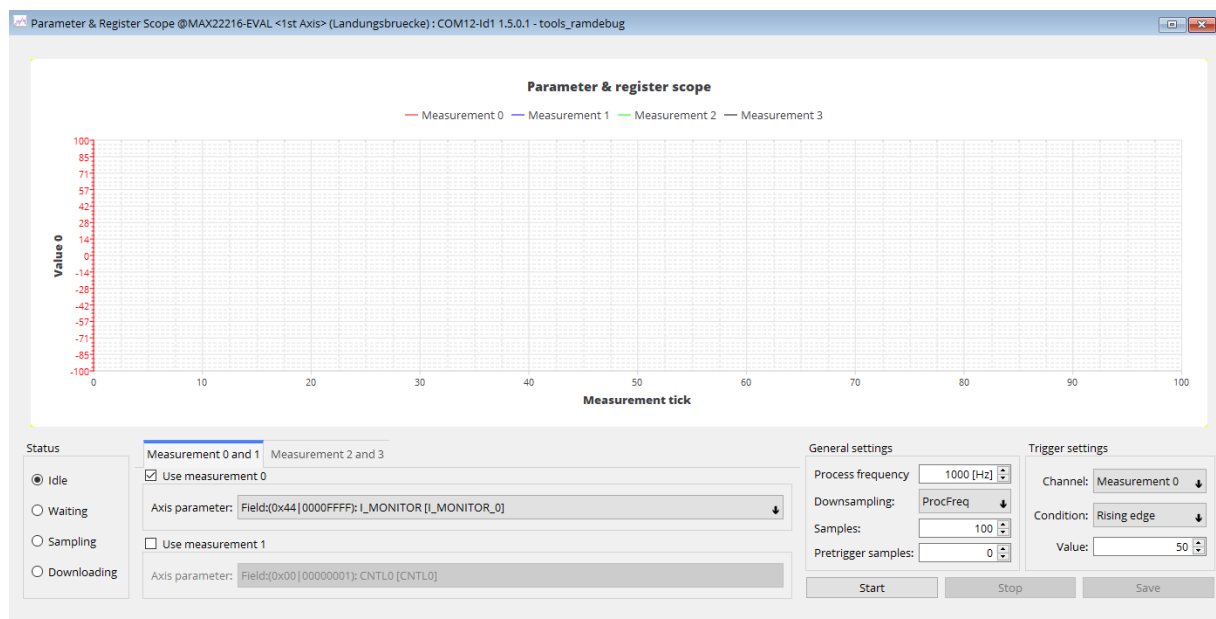 Parameter & Register Scope @MAX22216-EVAL <1st Axis> (Landungsbruecke) : COM12-Id1 1.5.0.1 - tools_ramdebug
Parameter & register scope
Measurement 0 Measurement 1 Measurement 2 Measurement 3
Value 0
100
85
71
57
42
28
14
0
-14
-28
-42
-57
-71
-85
-100
0 10 20 30 40 50 60 70 80 90 100
Measurement tick
Status
Idle
Waiting
Sampling
Downloading
Measurement 0 and 1 Measurement 2 and 3
Use measurement 0
Axis parameter: Field:(0x44|0000FFFF): I_MONITOR [I_MONITOR_0]
Use measurement 1
Axis parameter: Field:(0x00|00000001): CNTL0 [CNTL0]
General settings
Process frequency 1000 [Hz]
Downsampling: ProcFreq
Samples: 100
Pretrigger samples: 0
Trigger settings
Channel: Measurement 0
Condition: Rising edge
Value: 50
Start Stop Save